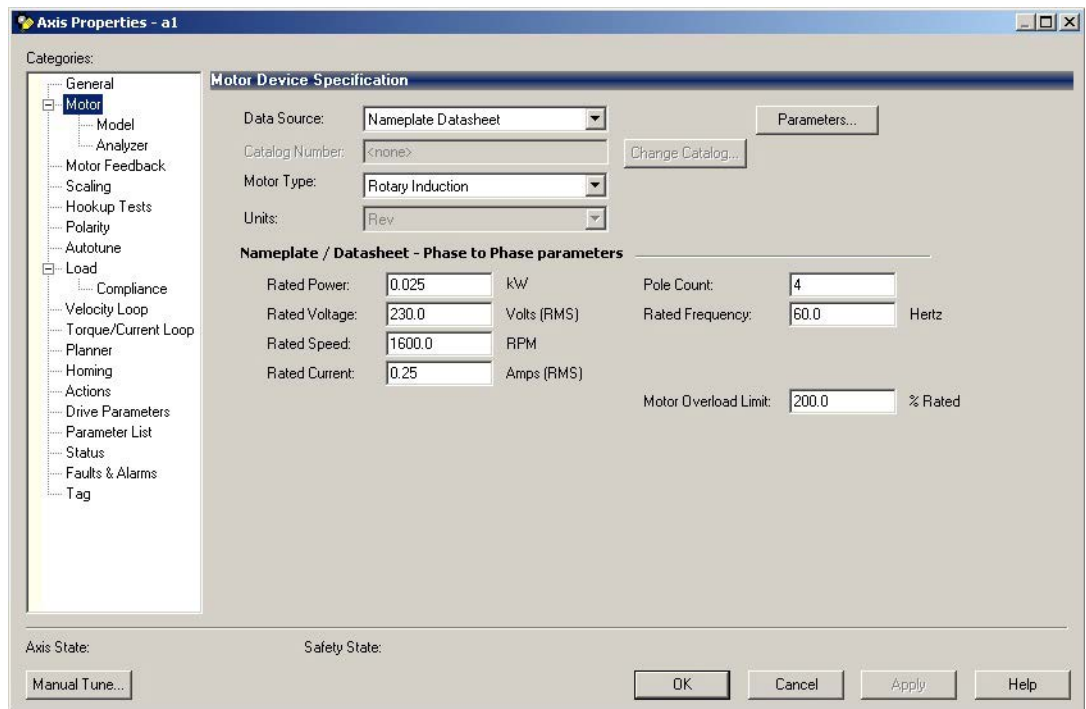 Axis Properties - a1
Categories:
General
Motor
Model
Analyzer
Motor Feedback
Scaling
Hookup Tests
Polarity
Autotune
Load
Compliance
Velocity Loop
Torque/Current Loop
Planner
Homing
Actions
Drive Parameters
Parameter List
Status
Faults & Alarms
Tag
Motor Device Specification
Data Source: Nameplate Datasheet Parameters...
Catalog Number: <none> Change Catalog...
Motor Type: Rotary Induction
Units: Rev
Nameplate / Datasheet - Phase to Phase parameters
Rated Power: 0.025 kW Pole Count: 4
Rated Voltage: 230.0 Volts (RMS) Rated Frequency: 60.0 Hertz
Rated Speed: 1600.0 RPM
Rated Current: 0.25 Amps (RMS)
Motor Overload Limit: 200.0 % Rated
Axis State: Safety State:
Manual Tune... OK Cancel Apply Help